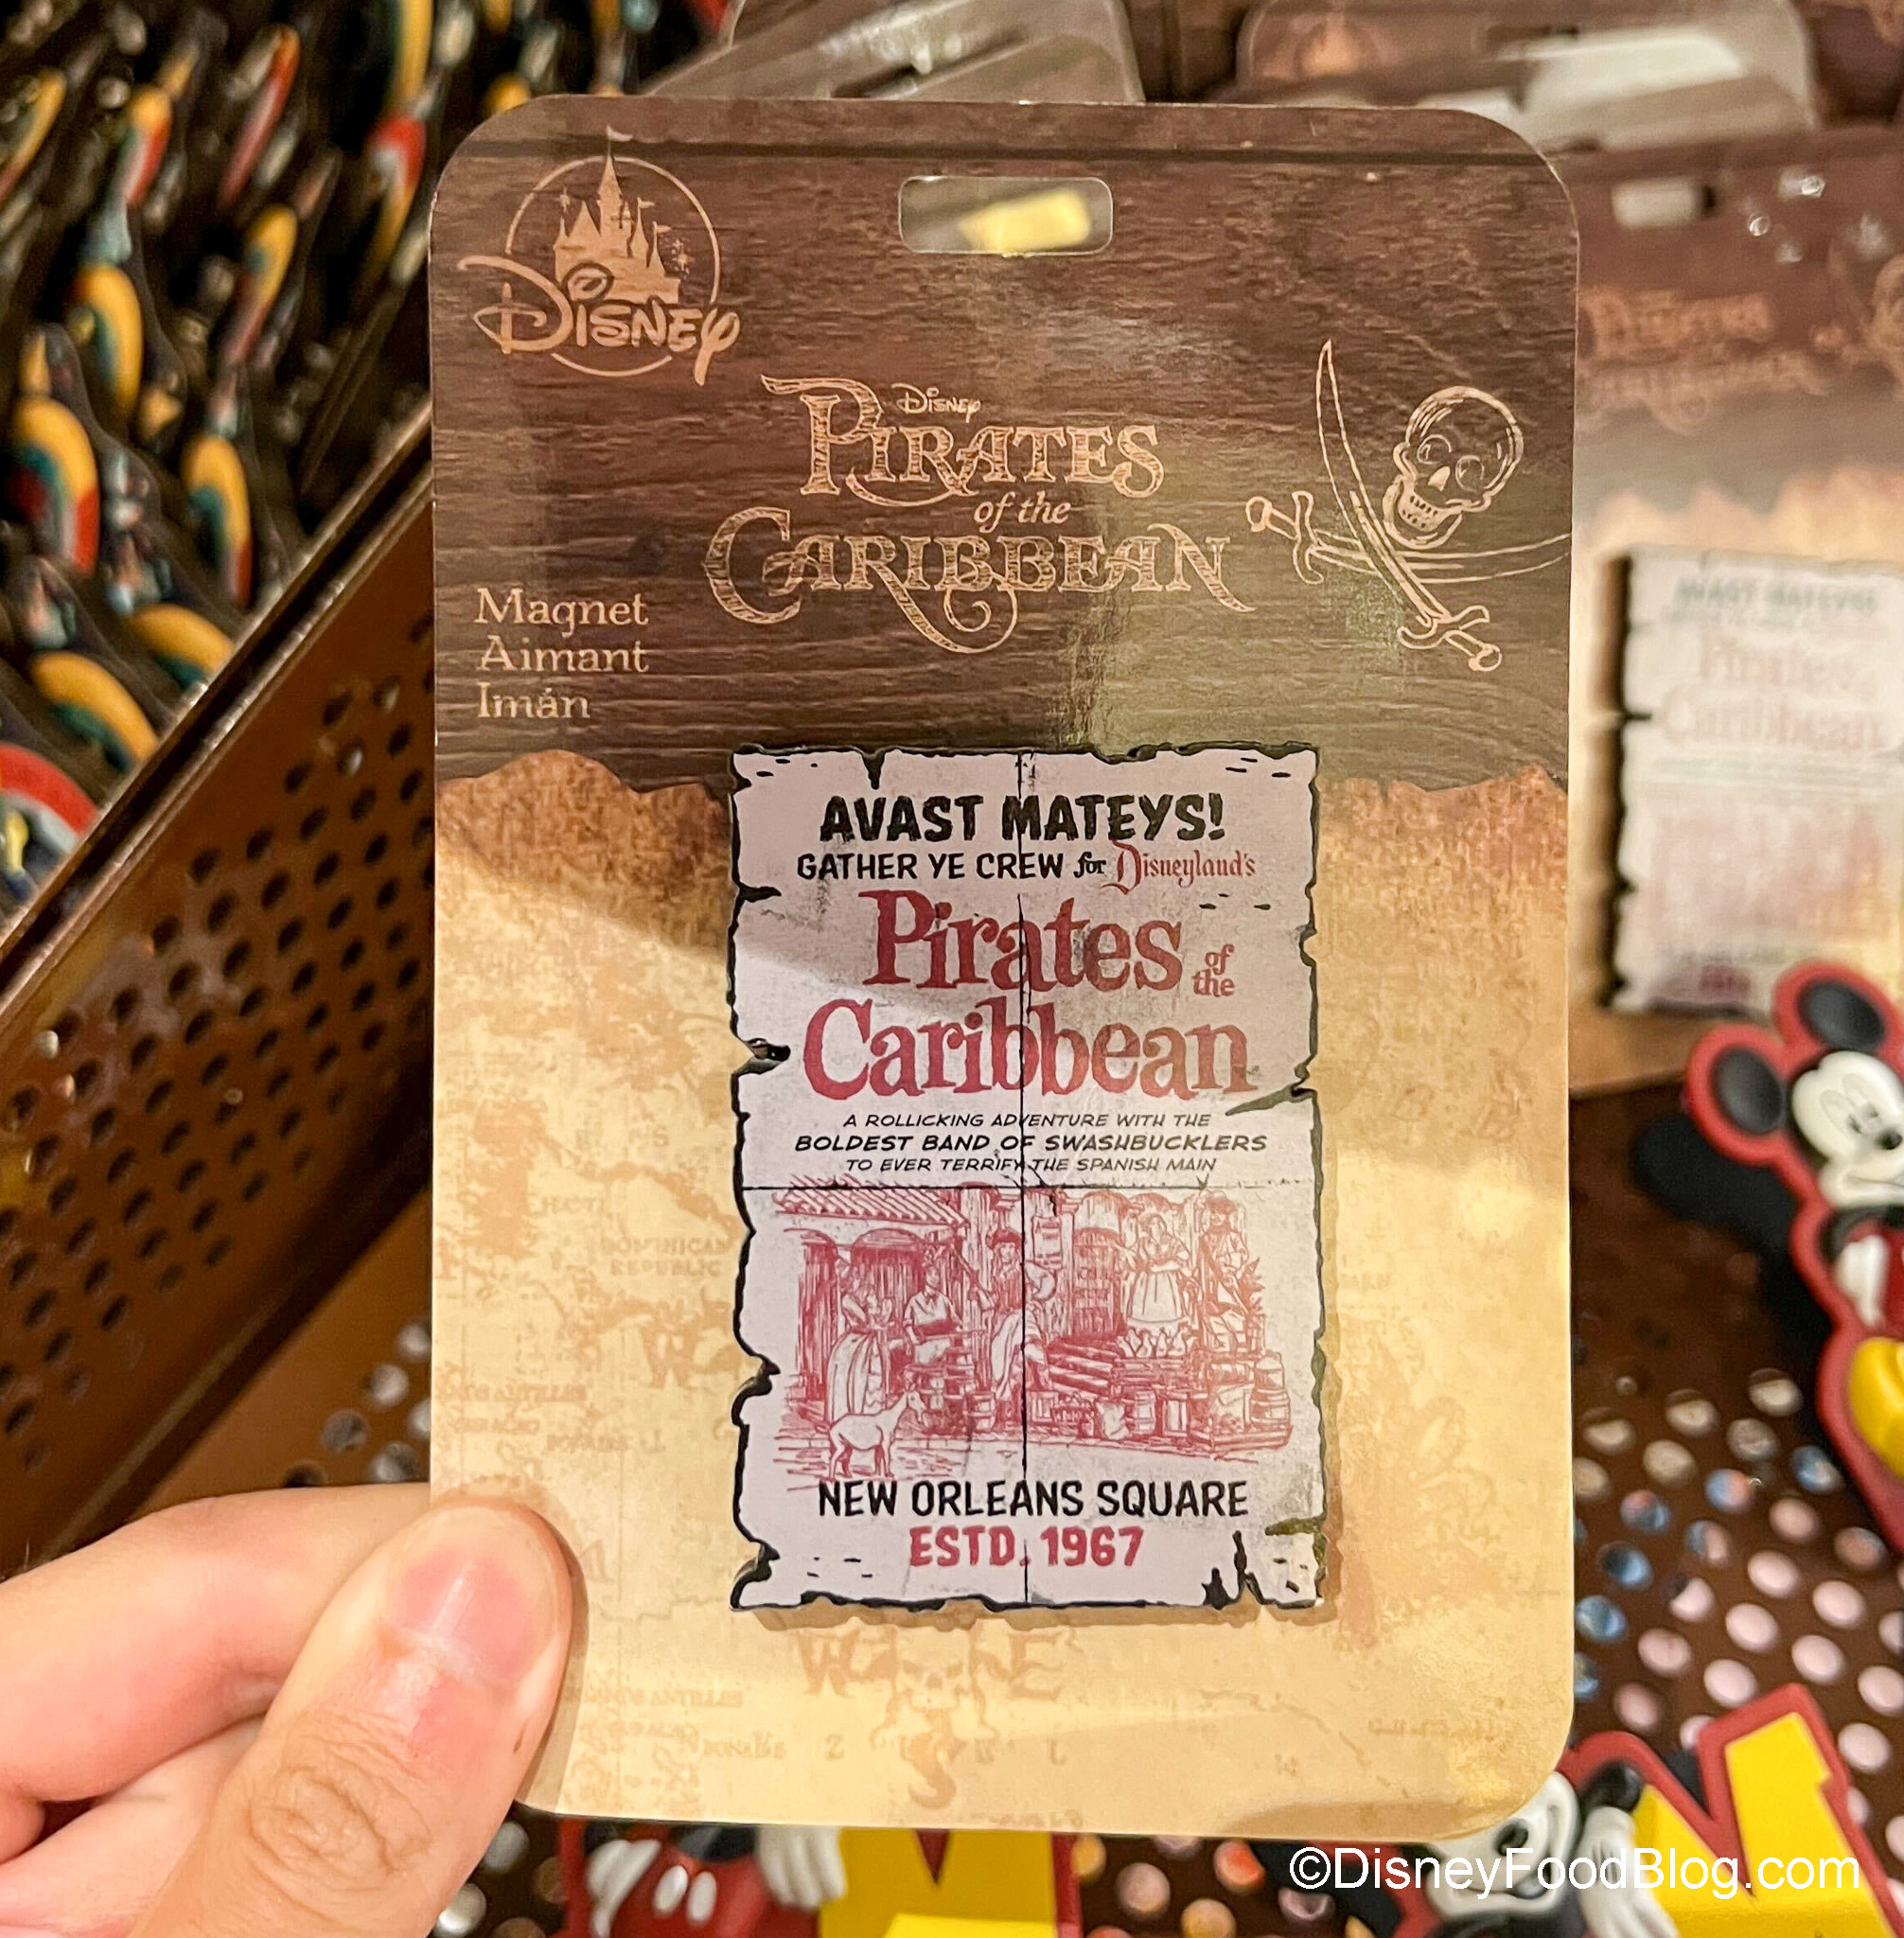 Disney
Disney
PIRATES
of the
CARIBBEAN
Magnet
Aimant
Imán
AVAST MATEYS!
GATHER YE CREW for Disneyland's
Pirates of the
Caribbean
A ROLLICKING ADVENTURE WITH THE
BOLDEST BAND OF SWASHBUCKLERS
TO EVER TERRIFY THE SPANISH MAIN
NEW ORLEANS SQUARE
ESTD. 1967
DOMINICAN
REPUBLIC
©DisneyFoodBlog.com